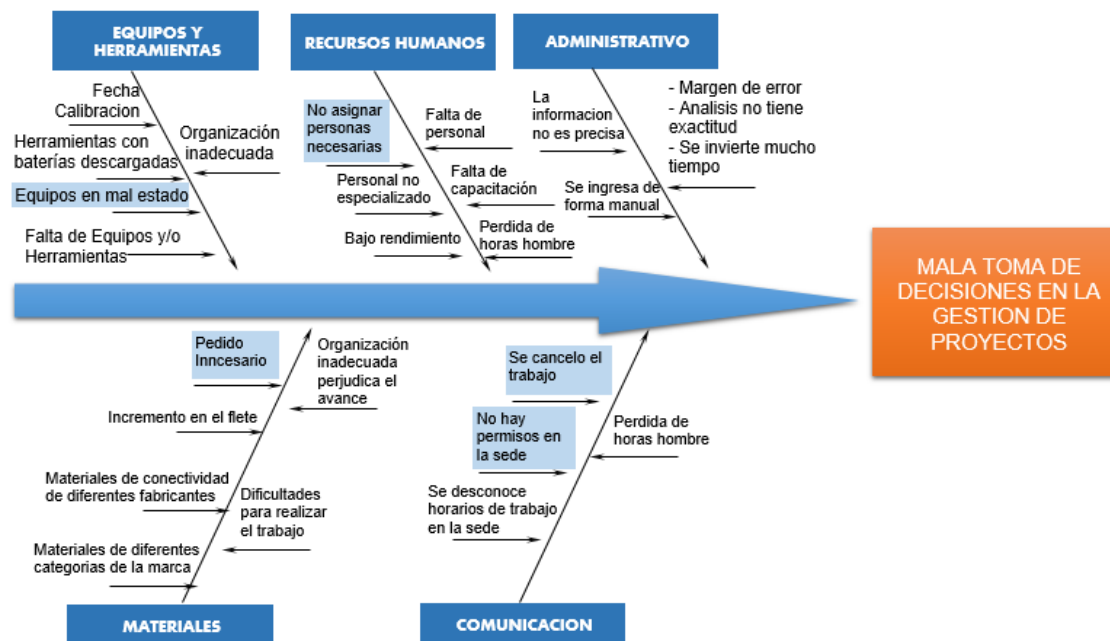 EQUIPOS Y
HERRAMIENTAS
RECURSOS HUMANOS
ADMINISTRATIVO
Fecha
Calibracion
Herramientas con
baterías descargadas
Equipos en mal estado
Falta de Equipos y/o
Herramientas
Organización
inadecuada
No asignar
personas
necesarias
Personal no
especializado
Bajo rendimiento
Falta de
personal
Falta de
capacitación
Perdida de
horas hombre
La
informacion
no es precisa
Se ingresa de
forma manual
- Margen de error
- Analisis no tiene
exactitud
- Se invierte mucho
tiempo
MALA TOMA DE
DECISIONES EN LA
GESTION DE
PROYECTOS
Pedido
Inncesario
Incremento en el flete
Materiales de conectividad
de diferentes fabricantes
Materiales de diferentes
categorias de la marca
Organización
inadecuada
perjudica el
avance
Dificultades
para realizar
el trabajo
Se cancelo el
trabajo
No hay
permisos en
la sede
Se desconoce
horarios de trabajo
en la sede
Perdida de
horas hombre
MATERIALES
COMUNICACION